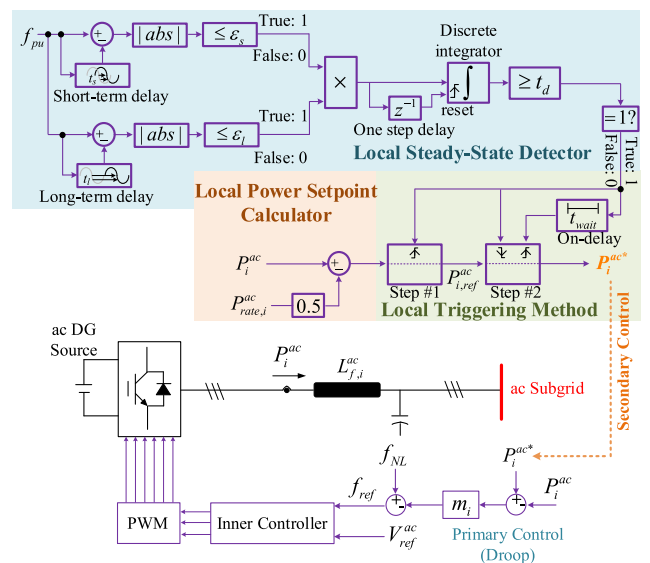 f_pu
+
−
|abs|
≤ ε_s
True: 1
False: 0
t_s
Short-term delay
+
−
|abs|
≤ ε_l
True: 1
False: 0
t_l
Long-term delay
×
z^−1
One step delay
Discrete
integrator
∫
reset
≥ t_d
=1?
True: 1
False: 0
Local Steady-State Detector
Local Power Setpoint
Calculator
P_i^ac
+
−
P_rate,i^ac
0.5
Step #1
P_i,ref^ac
Step #2
t_wait
On-delay
P_i^ac*
Local Triggering Method
Secondary Control
ac DG
Source
P_i^ac
L_f,i^ac
ac Subgrid
PWM
Inner Controller
f_NL
f_ref
V_ref^ac
+
−
m_i
+
−
P_i^ac*
P_i^ac
Primary Control
(Droop)